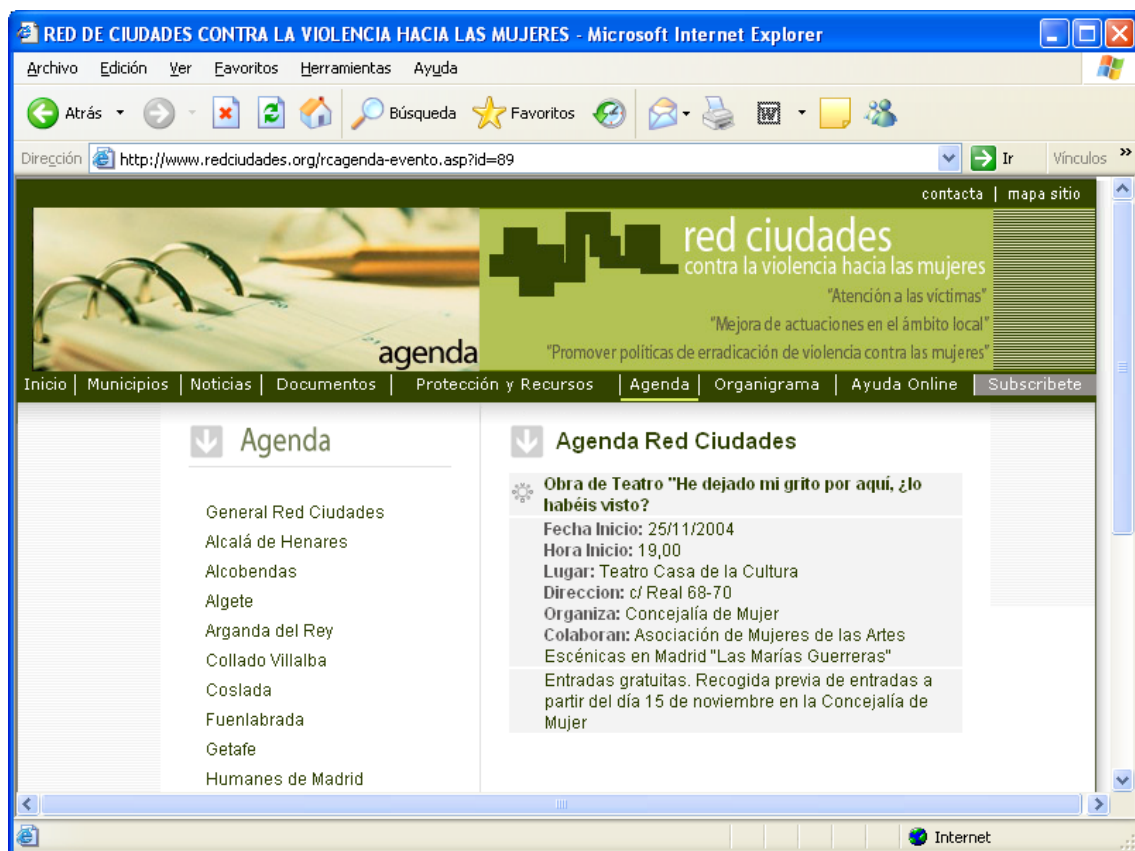 RED DE CIUDADES CONTRA LA VIOLENCIA HACIA LAS MUJERES - Microsoft Internet Explorer
Archivo Edición Ver Favoritos Herramientas Ayuda
Atrás Búsqueda Favoritos
Dirección http://www.redciudades.org/rcagenda-evento.asp?id=89 Ir Vínculos »
contacta | mapa sitio
red ciudades
contra la violencia hacia las mujeres
"Atención a las victimas"
"Mejora de actuaciones en el ámbito local"
agenda
"Promover politicas de erradicación de violencia contra las mujeres"
Inicio | Municipios | Noticias | Documentos | Protección y Recursos | Agenda | Organigrama | Ayuda Online | Subscribete
Agenda
General Red Ciudades
Alcalá de Henares
Alcobendas
Algete
Arganda del Rey
Collado Villalba
Coslada
Fuenlabrada
Getafe
Humanes de Madrid
Agenda Red Ciudades
Obra de Teatro "He dejado mi grito por aquí, ¿lo
habéis visto?
Fecha Inicio: 25/11/2004
Hora Inicio: 19,00
Lugar: Teatro Casa de la Cultura
Direccion: c/ Real 68-70
Organiza: Concejalía de Mujer
Colaboran: Asociación de Mujeres de las Artes
Escénicas en Madrid "Las Marías Guerreras"
Entradas gratuitas. Recogida previa de entradas a
partir del día 15 de noviembre en la Concejalía de
Mujer
Internet